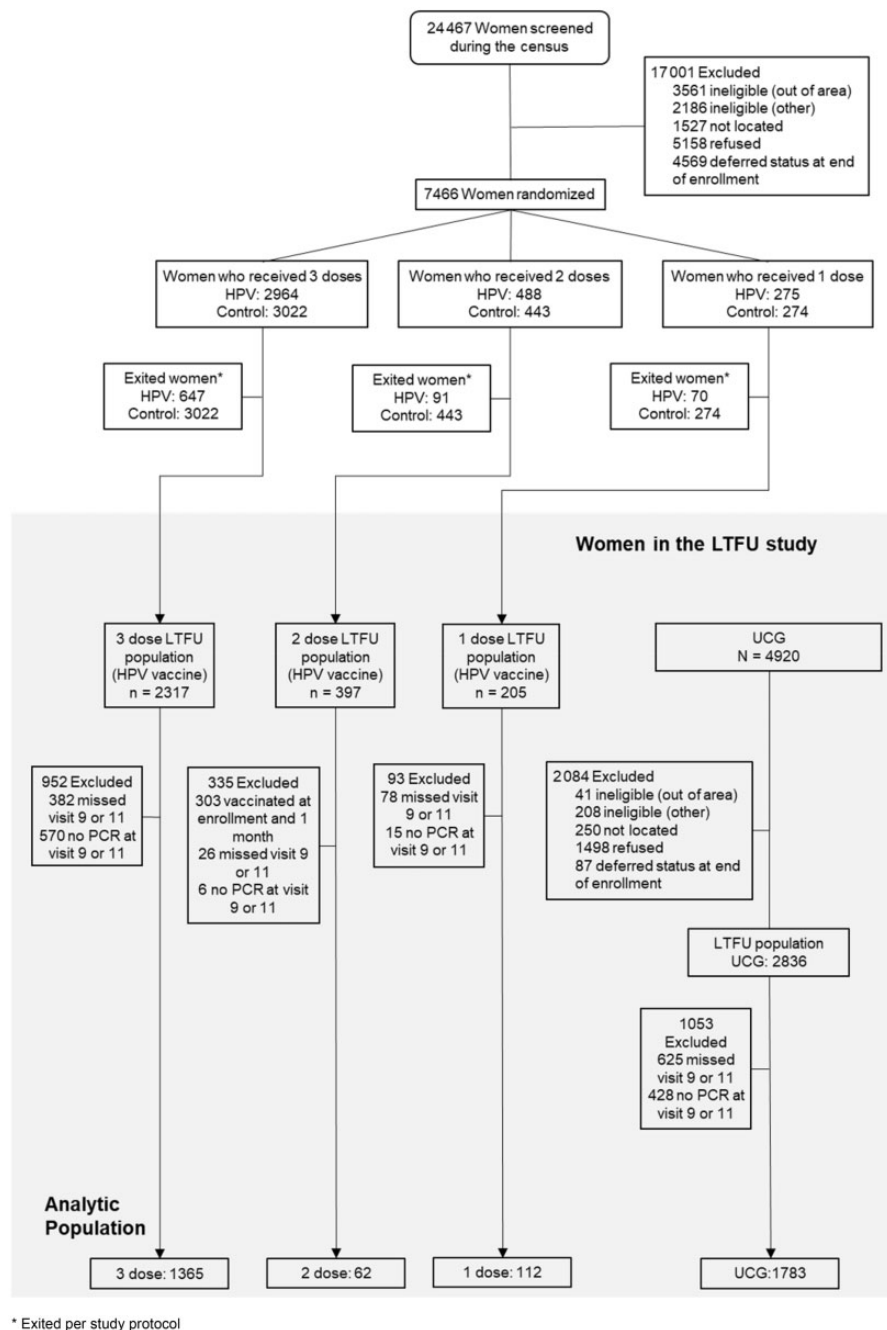 24 467 Women screened
during the census
17 001 Excluded
3561 ineligible (out of area)
2186 ineligible (other)
1527 not located
5158 refused
4569 deferred status at end
of enrollment
7466 Women randomized
Women who received 3 doses
HPV: 2964
Control: 3022
Women who received 2 doses
HPV: 488
Control: 443
Women who received 1 dose
HPV: 275
Control: 274
Exited women*
HPV: 647
Control: 3022
Exited women*
HPV: 91
Control: 443
Exited women*
HPV: 70
Control: 274
Women in the LTFU study
3 dose LTFU
population
(HPV vaccine)
n = 2317
2 dose LTFU
population
(HPV vaccine)
n = 397
1 dose LTFU
population
(HPV vaccine)
n = 205
UCG
N = 4920
952 Excluded
382 missed
visit 9 or 11
570 no PCR at
visit 9 or 11
335 Excluded
303 vaccinated at
enrollment and 1
month
26 missed visit 9
or 11
6 no PCR at visit
9 or 11
93 Excluded
78 missed visit
9 or 11
15 no PCR at
visit 9 or 11
2084 Excluded
41 ineligible (out of area)
208 ineligible (other)
250 not located
1498 refused
87 deferred status at end
of enrollment
LTFU population
UCG: 2836
1053
Excluded
625 missed
visit 9 or 11
428 no PCR at
visit 9 or 11
Analytic
Population
3 dose: 1365
2 dose: 62
1 dose: 112
UCG:1783
* Exited per study protocol